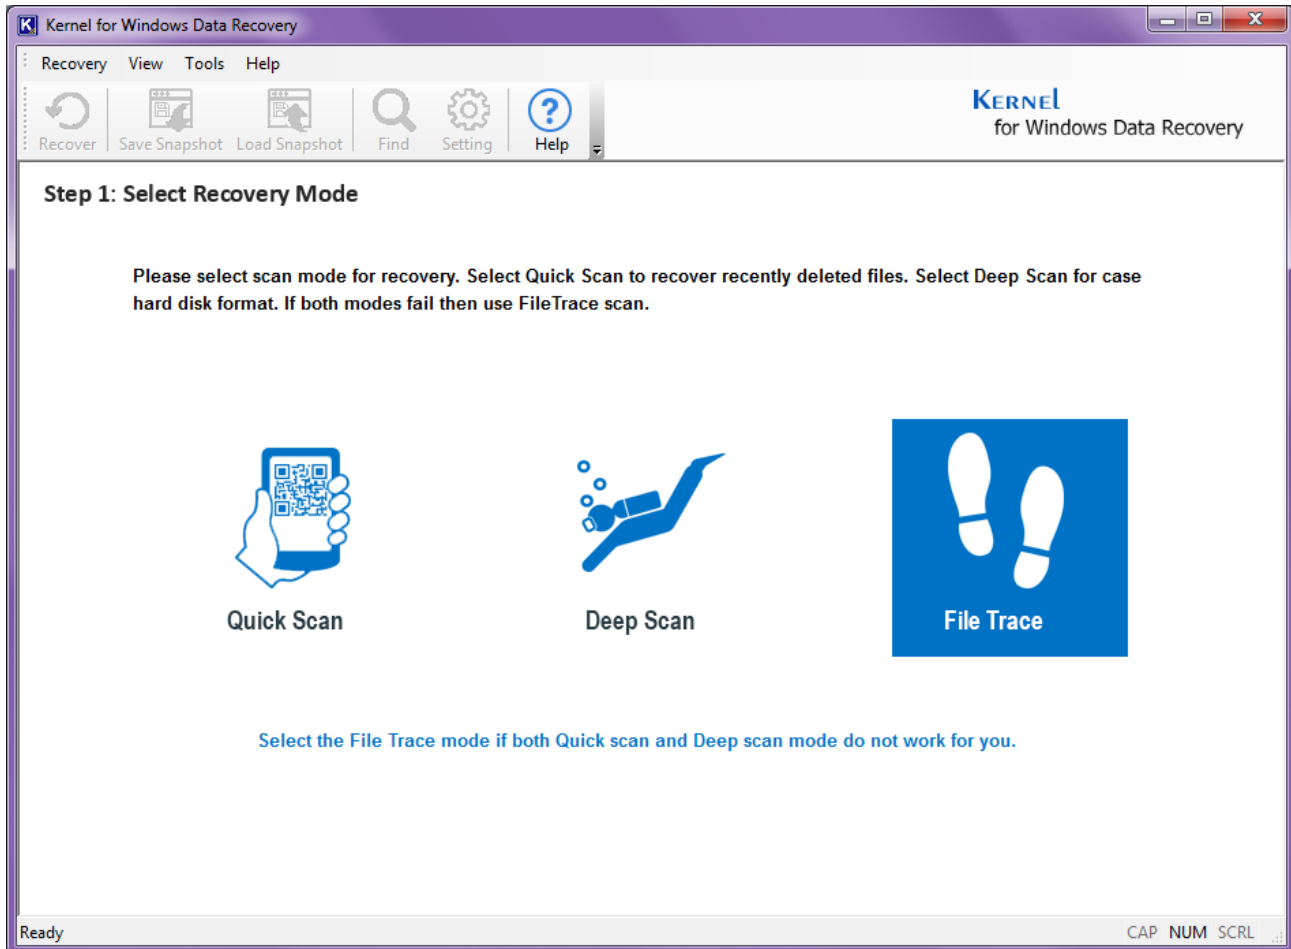 Kernel for Windows Data Recovery
Recovery View Tools Help
Recover Save Snapshot Load Snapshot Find Setting Help
KERNEL
for Windows Data Recovery
Step 1: Select Recovery Mode
Please select scan mode for recovery. Select Quick Scan to recover recently deleted files. Select Deep Scan for case
hard disk format. If both modes fail then use FileTrace scan.
Quick Scan Deep Scan File Trace
Select the File Trace mode if both Quick scan and Deep scan mode do not work for you.
Ready CAP NUM SCRL